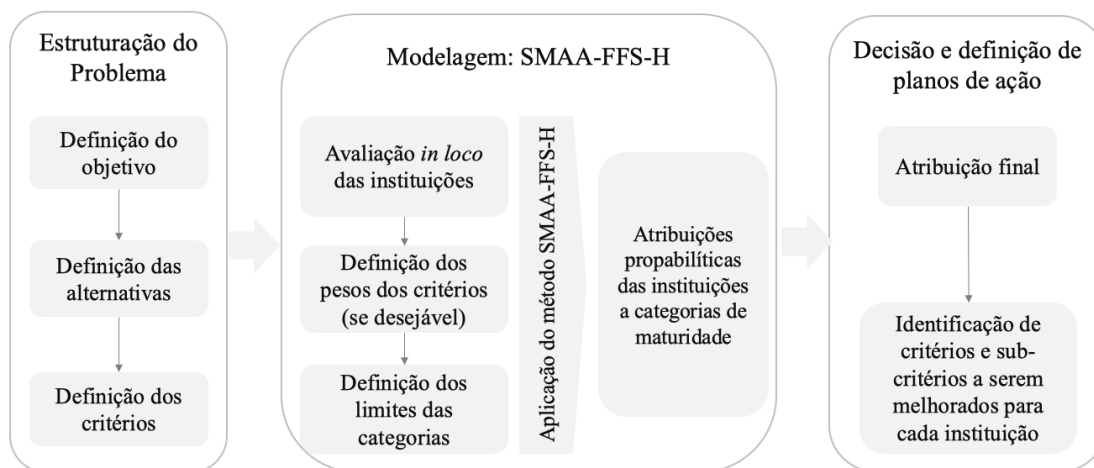 Estruturação do
Problema
Definição do
objetivo
Definição das
alternativas
Definição dos
critérios
Modelagem: SMAA-FFS-H
Avaliação in loco
das instituições
Definição dos
pesos dos critérios
(se desejável)
Definição dos
limites das
categorias
Aplicação do método SMAA-FFS-H
Atribuições
propabilíticas
das instituições
a categorias de
maturidade
Decisão e definição de
planos de ação
Atribuição final
Identificação de
critérios e sub-
critérios a serem
melhorados para
cada instituição